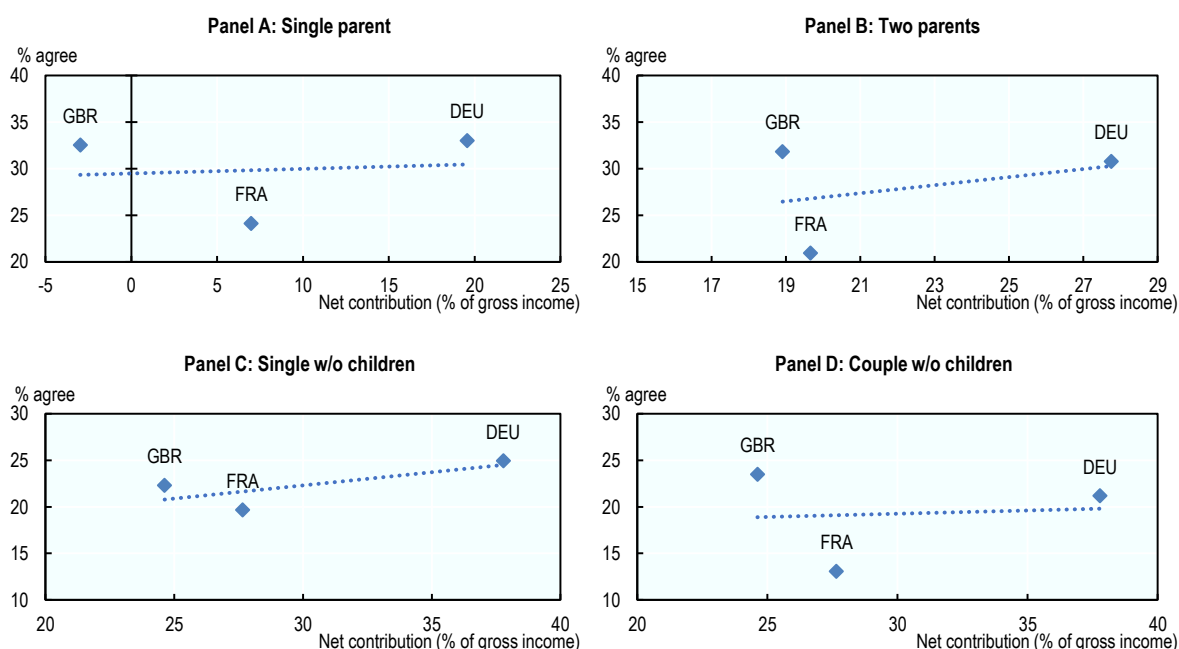 Panel A: Single parent
% agree
40
35
30
25
20
GBR
FRA
DEU
-5 0 5 10 15 20 25
Net contribution (% of gross income)
Panel B: Two parents
% agree
40
35
30
25
20
GBR
FRA
DEU
15 17 19 21 23 25 27 29
Net contribution (% of gross income)
Panel C: Single w/o children
% agree
30
25
20
15
10
GBR
FRA
DEU
20 25 30 35 40
Net contribution (% of gross income)
Panel D: Couple w/o children
% agree
30
25
20
15
10
GBR
FRA
DEU
20 25 30 35 40
Net contribution (% of gross income)